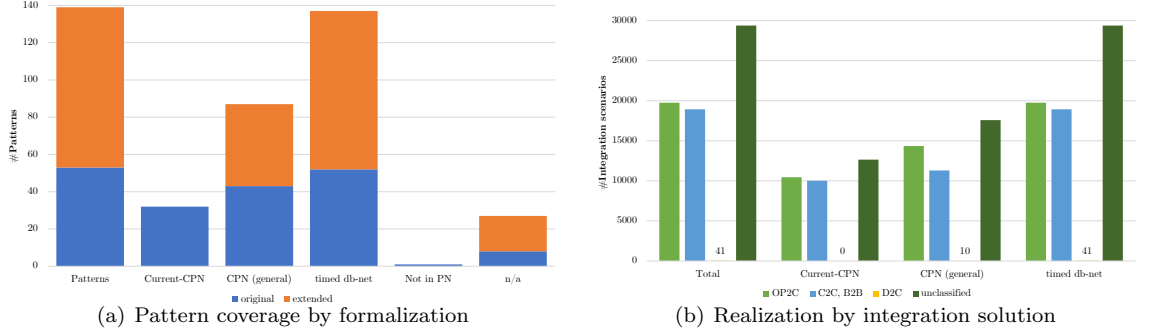 140
120
100
80
60
40
20
0
#Patterns
Patterns Current-CPN CPN (general) timed db-net Not in PN n/a
original extended
(a) Pattern coverage by formalization
30000
25000
20000
15000
10000
5000
0
#Integration scenarios
41 0 10 41
Total Current-CPN CPN (general) timed db-net
OP2C C2C, B2B D2C unclassified
(b) Realization by integration solution